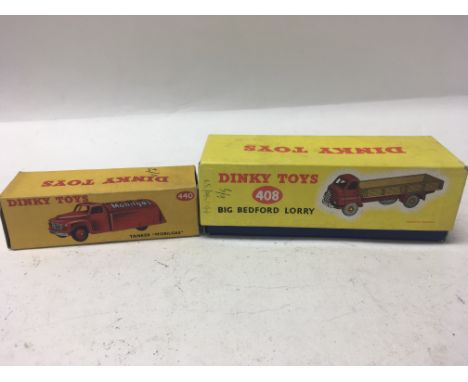 DINKY TOYS
DINKY TOYS
440
Mobilgas
TANKER "MOBILGAS"
DINKY TOYS
DINKY TOYS
408
BIG BEDFORD LORRY